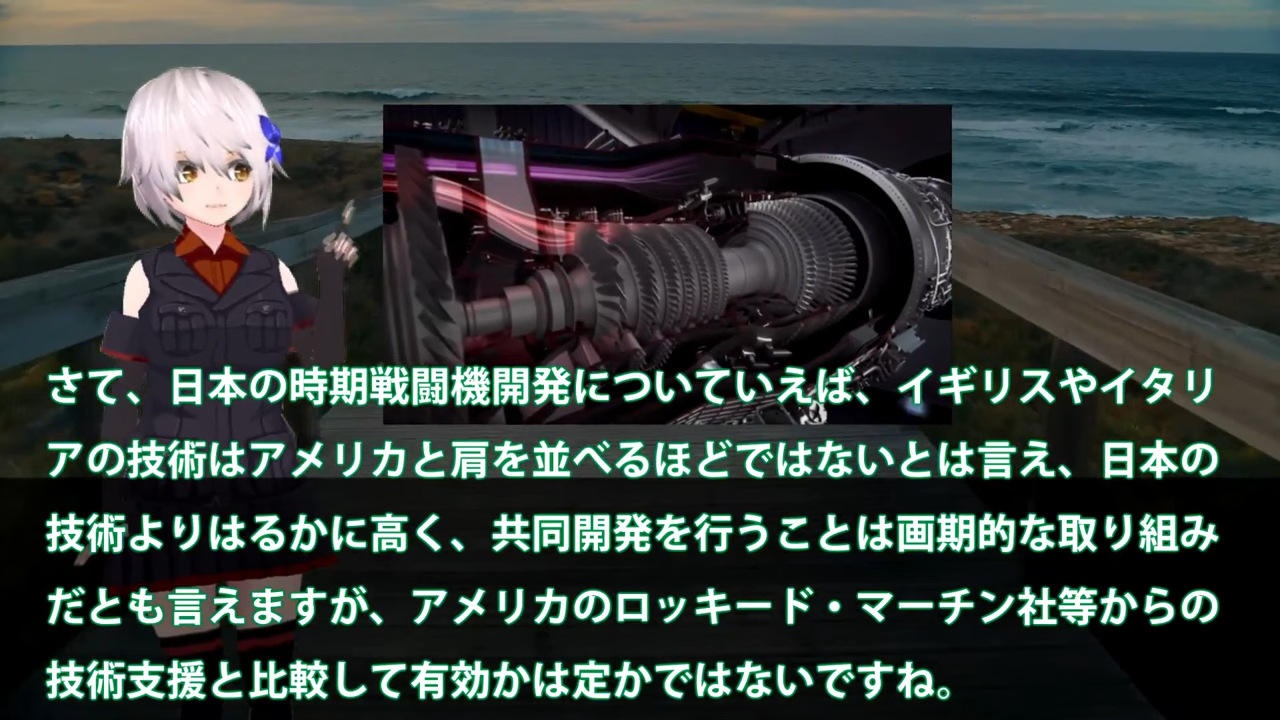 さて、日本の時期戦闘機開発についていえば、イギリスやイタリ
アの技術はアメリカと肩を並べるほどではないとは言え、日本の
技術よりはるかに高く、共同開発を行うことは画期的な取り組み
だとも言えますが、アメリカのロッキード・マーチン社等からの
技術支援と比較して有効かは定かではないですね。